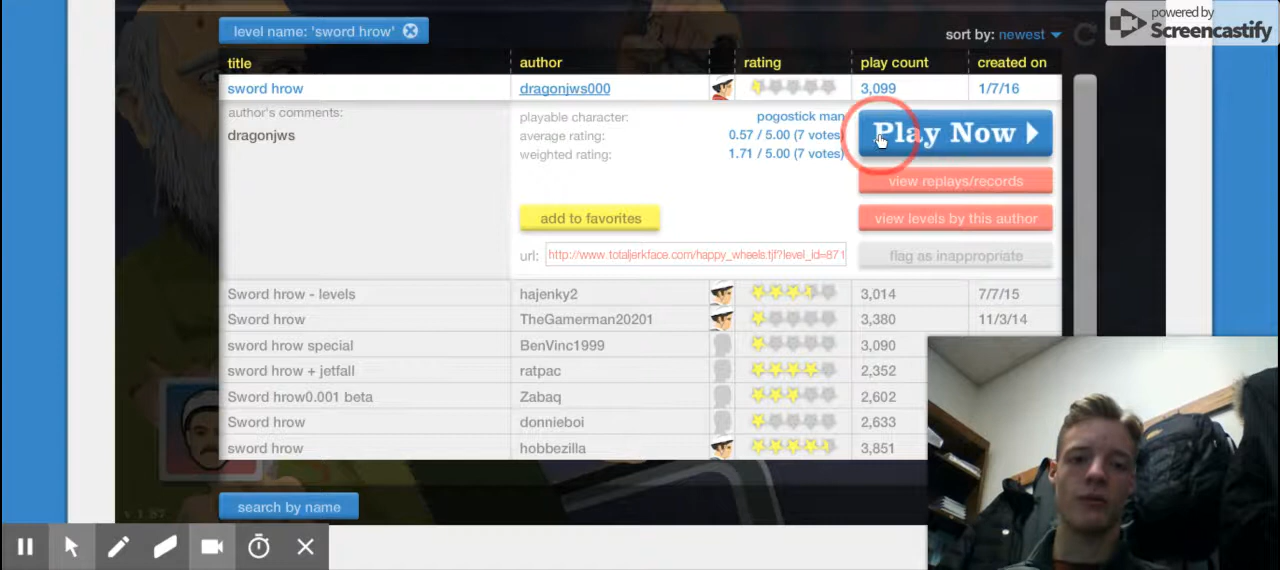 powered by
Screencastify
level name: 'sword hrow'
sort by: newest
title author rating play count created on
sword hrow dragonjws000 3,099 1/7/16
author's comments:
dragonjws
playable character: pogostick man
average rating: 0.57 / 5.00 (7 votes)
weighted rating: 1.71 / 5.00 (7 votes)
Play Now
view replays/records
add to favorites
view levels by this author
url: http://www.totaljerkface.com/happy_wheels.tjf?level_id=871
flag as inappropriate
Sword hrow - levels hajenky2 3,014 7/7/15
Sword hrow TheGamerman20201 3,380 11/3/14
sword hrow special BenVinc1999 3,090
sword hrow + jetfall ratpac 2,352
Sword hrow0.001 beta Zabaq 2,602
Sword hrow donnieboi 2,633
sword hrow hobbezilla 3,851
search by name
v 1.87